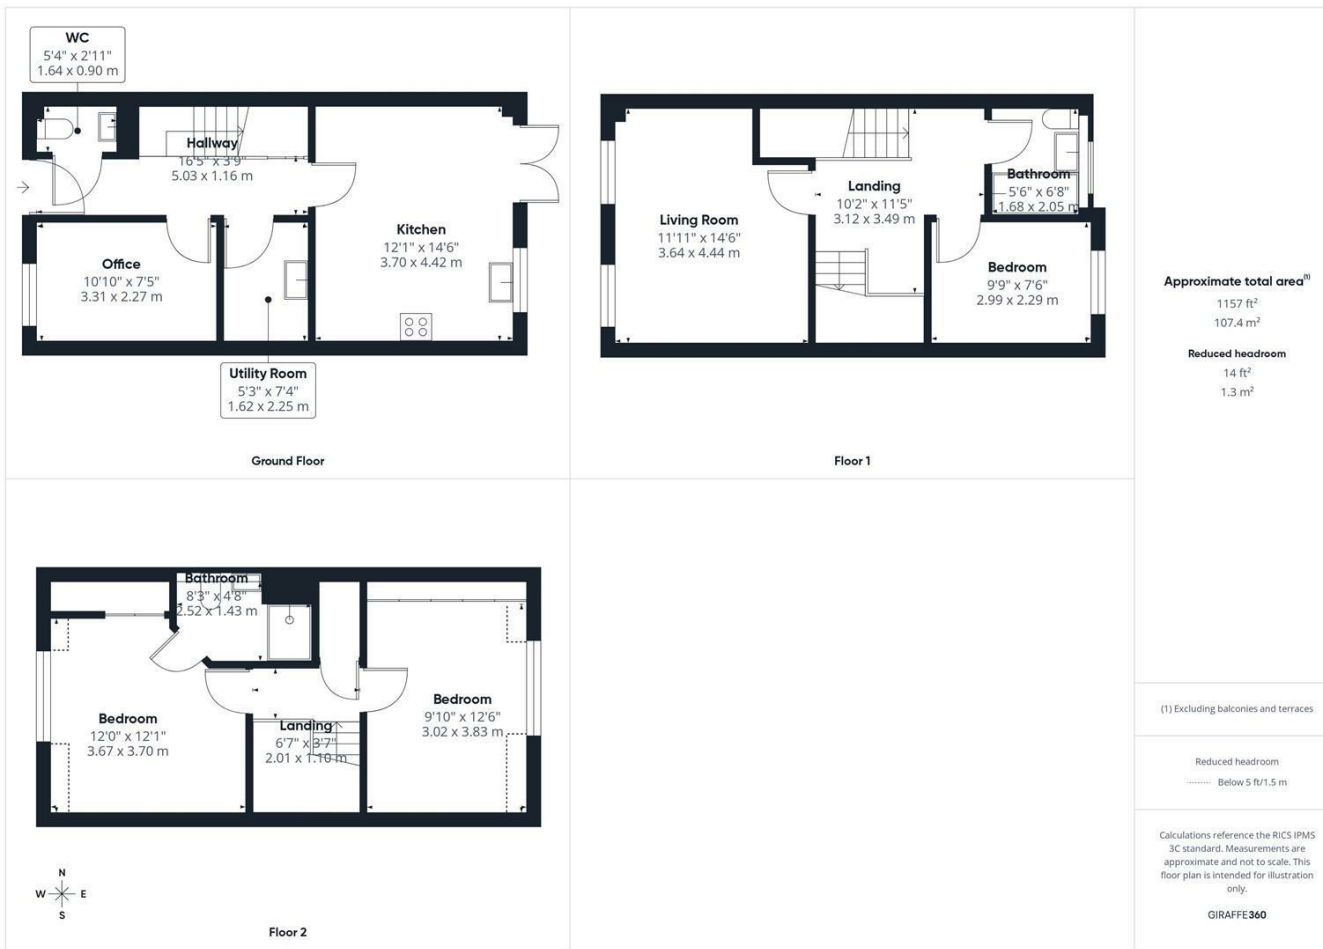 WC
5'4" x 2'11"
1.64 x 0.90 m
Hallway
16'5" x 3'9"
5.03 x 1.16 m
Kitchen
12'1" x 14'6"
3.70 x 4.42 m
Office
10'10" x 7'5"
3.31 x 2.27 m
Utility Room
5'3" x 7'4"
1.62 x 2.25 m
Ground Floor
Living Room
11'11" x 14'6"
3.64 x 4.44 m
Landing
10'2" x 11'5"
3.12 x 3.49 m
Bathroom
5'6" x 6'8"
1.68 x 2.05 m
Bedroom
9'9" x 7'6"
2.99 x 2.29 m
Floor 1
Approximate total area(1)
1157 ft²
107.4 m²
Reduced headroom
14 ft²
1.3 m²
Bathroom
8'3" x 4'8"
2.52 x 1.43 m
Bedroom
12'0" x 12'1"
3.67 x 3.70 m
Landing
6'7" x 3'7"
2.01 x 1.10 m
Bedroom
9'10" x 12'6"
3.02 x 3.83 m
N
W E
S
Floor 2
(1) Excluding balconies and terraces
Reduced headroom
Below 5 ft/1.5 m
Calculations reference the RICS IPMS
3C standard. Measurements are
approximate and not to scale. This
floor plan is intended for illustration
only.
GIRAFFE360